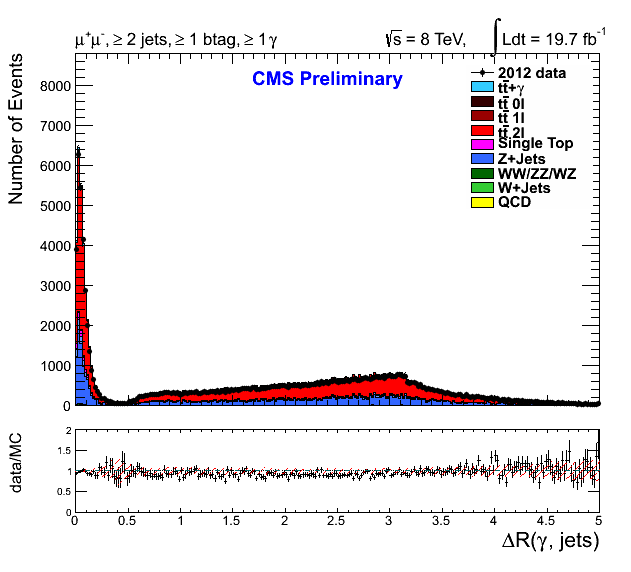 μ⁺μ⁻, ≥ 2 jets, ≥ 1 btag, ≥ 1 γ √s = 8 TeV, ∫ Ldt = 19.7 fb⁻¹
CMS Preliminary
2012 data
tt̄+γ
tt̄ 0l
tt̄ 1l
tt̄ 2l
Single Top
Z+Jets
WW/ZZ/WZ
W+Jets
QCD
Number of Events
8000
7000
6000
5000
4000
3000
2000
1000
0
data/MC
2
1.5
1
0.5
0
0 0.5 1 1.5 2 2.5 3 3.5 4 4.5 5
ΔR(γ, jets)